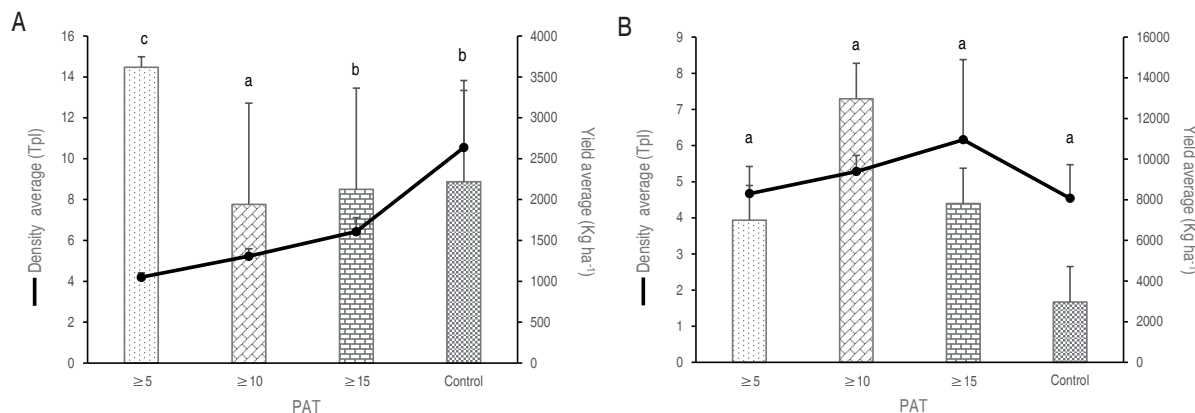 A
16
14
12
10
8
6
4
2
0
Density average (Tpl)
c
a
b
b
4000
3500
3000
2500
2000
1500
1000
500
0
Yield average (Kg ha⁻¹)
≥5 ≥10 ≥15 Control
PAT
B
9
8
7
6
5
4
3
2
1
0
Density average (Tpl)
a
a
a
a
16000
14000
12000
10000
8000
6000
4000
2000
0
Yield average (Kg ha⁻¹)
≥5 ≥10 ≥15 Control
PAT